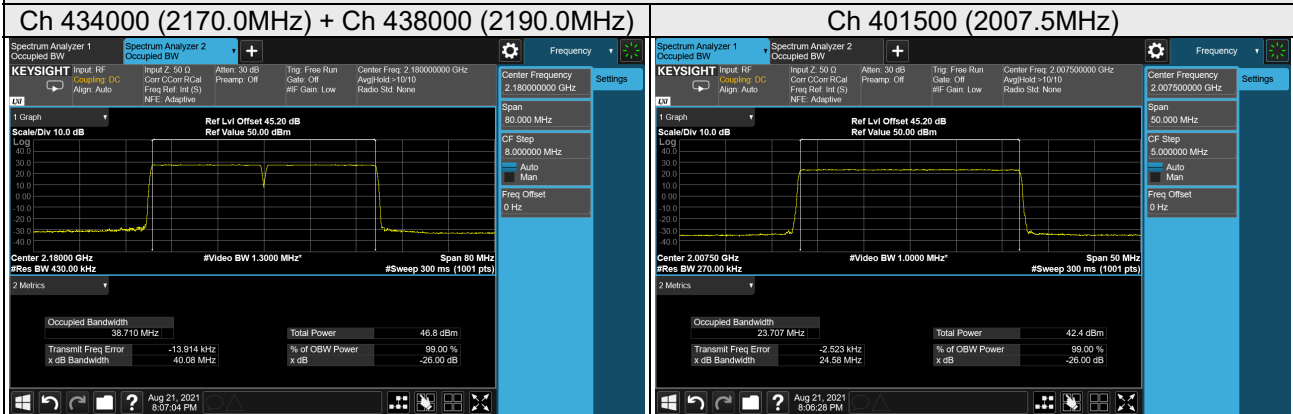 Ch 434000 (2170.0MHz) + Ch 438000 (2190.0MHz)
Spectrum Analyzer 1
Occupied BW
Spectrum Analyzer 2
Occupied BW
Frequency
KEYSIGHT
Input: RF
Coupling: DC
Align: Auto
Input Z: 50 Ω
Corr CCorr RCal
Freq Ref: Int (S)
NFE: Adaptive
Atten: 30 dB
Preamp: Off
Trig: Free Run
Gate: Off
#IF Gain: Low
Center Freq: 2.180000000 GHz
Avg|Hold:>10/10
Radio Std: None
LXI
1 Graph
Scale/Div 10.0 dB
Ref Lvl Offset 45.20 dB
Ref Value 50.00 dBm
Log
40.0
30.0
20.0
10.0
0.00
-10.0
-20.0
-30.0
-40.0
Center 2.18000 GHz
#Res BW 430.00 kHz
#Video BW 1.3000 MHz*
Span 80 MHz
#Sweep 300 ms (1001 pts)
2 Metrics
Occupied Bandwidth
38.710 MHz
Total Power 46.8 dBm
Transmit Freq Error -13.914 kHz
% of OBW Power 99.00 %
x dB Bandwidth 40.08 MHz
x dB -26.00 dB
Center Frequency
2.180000000 GHz
Settings
Span
80.000 MHz
CF Step
8.000000 MHz
Auto
Man
Freq Offset
0 Hz
?
Aug 21, 2021
8:07:04 PM
Ch 401500 (2007.5MHz)
Spectrum Analyzer 1
Occupied BW
Spectrum Analyzer 2
Occupied BW
Frequency
KEYSIGHT
Input: RF
Coupling: DC
Align: Auto
Input Z: 50 Ω
Corr CCorr RCal
Freq Ref: Int (S)
NFE: Adaptive
Atten: 30 dB
Preamp: Off
Trig: Free Run
Gate: Off
#IF Gain: Low
Center Freq: 2.007500000 GHz
Avg|Hold:>10/10
Radio Std: None
LXI
1 Graph
Scale/Div 10.0 dB
Ref Lvl Offset 45.20 dB
Ref Value 50.00 dBm
Log
40.0
30.0
20.0
10.0
0.00
-10.0
-20.0
-30.0
-40.0
Center 2.00750 GHz
#Res BW 270.00 kHz
#Video BW 1.0000 MHz*
Span 50 MHz
#Sweep 300 ms (1001 pts)
2 Metrics
Occupied Bandwidth
23.707 MHz
Total Power 42.4 dBm
Transmit Freq Error -2.523 kHz
% of OBW Power 99.00 %
x dB Bandwidth 24.58 MHz
x dB -26.00 dB
Center Frequency
2.007500000 GHz
Settings
Span
50.000 MHz
CF Step
5.000000 MHz
Auto
Man
Freq Offset
0 Hz
?
Aug 21, 2021
8:06:28 PM